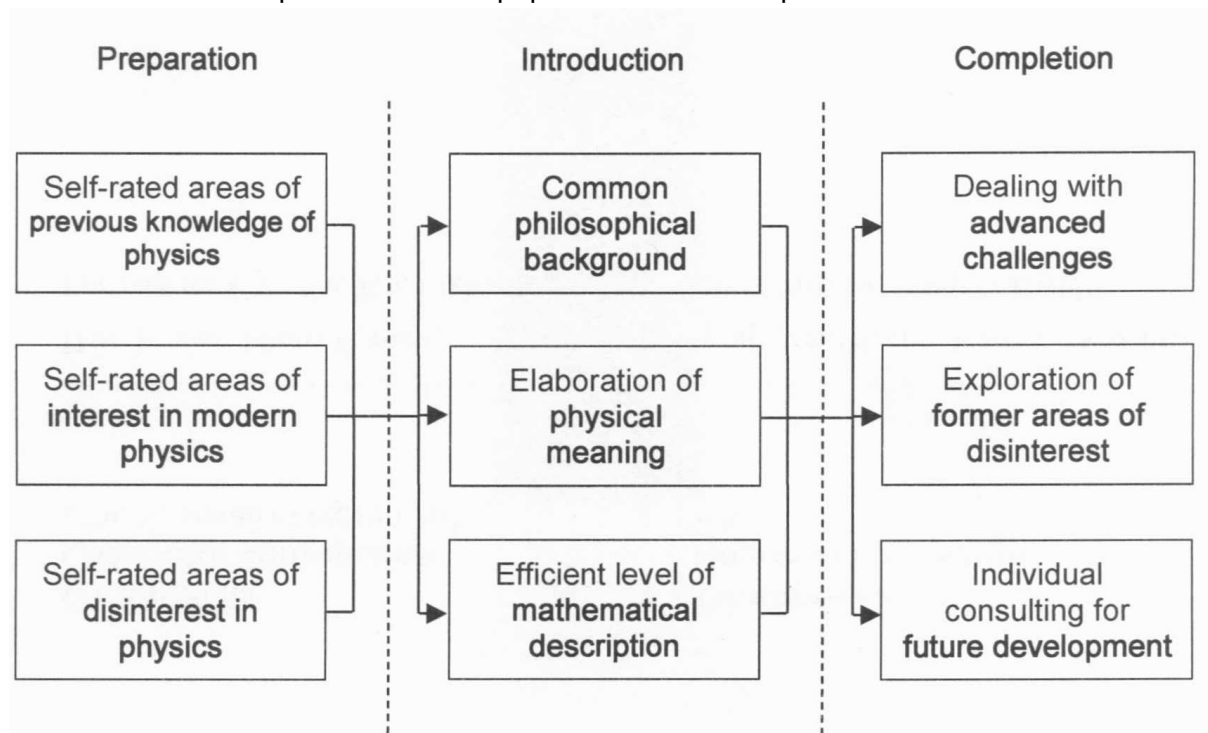 Preparation
Introduction
Completion
Self-rated areas of
previous knowledge of
physics
Common
philosophical
background
Dealing with
advanced
challenges
Self-rated areas of
interest in modern
physics
Elaboration of
physical
meaning
Exploration of
former areas of
disinterest
Self-rated areas of
disinterest in
physics
Efficient level of
mathematical
description
Individual
consulting for
future development